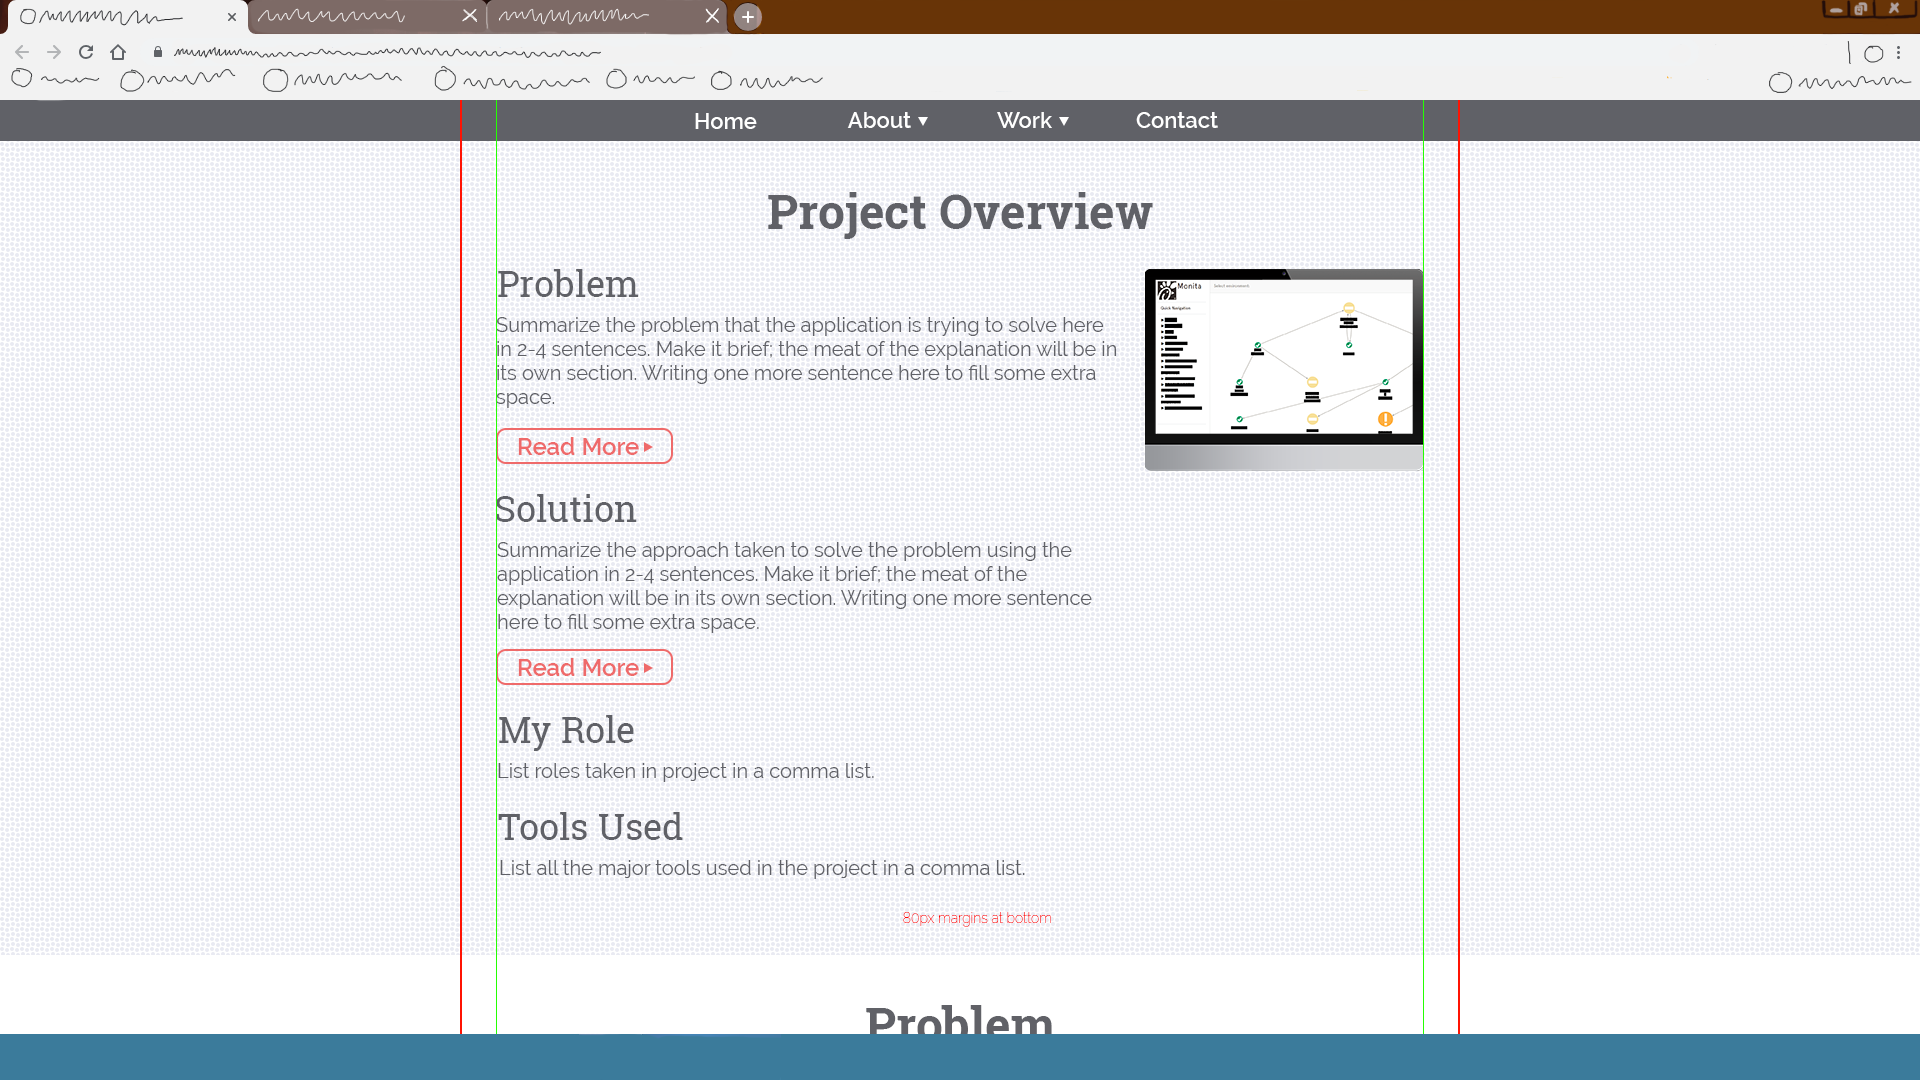 Home About Work Contact
Project Overview
Problem
Summarize the problem that the application is trying to solve here
in 2-4 sentences. Make it brief; the meat of the explanation will be in
its own section. Writing one more sentence here to fill some extra
space.
Read More
Monita
Default environment
Quick Navigation
Solution
Summarize the approach taken to solve the problem using the
application in 2-4 sentences. Make it brief; the meat of the
explanation will be in its own section. Writing one more sentence
here to fill some extra space.
Read More
My Role
List roles taken in project in a comma list.
Tools Used
List all the major tools used in the project in a comma list.
80px margins at bottom
Problem